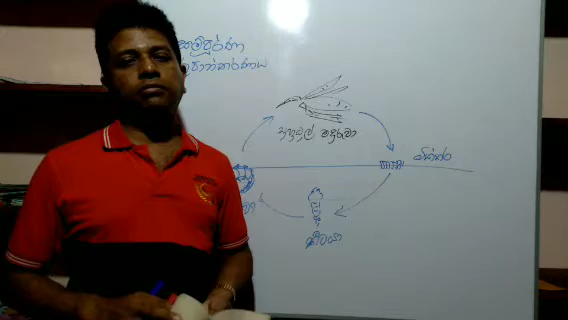 සම්පූර්ණ
රූපාන්තරණය
සුහුඹුල් මදුරුවා
බිත්තර
කීටයා